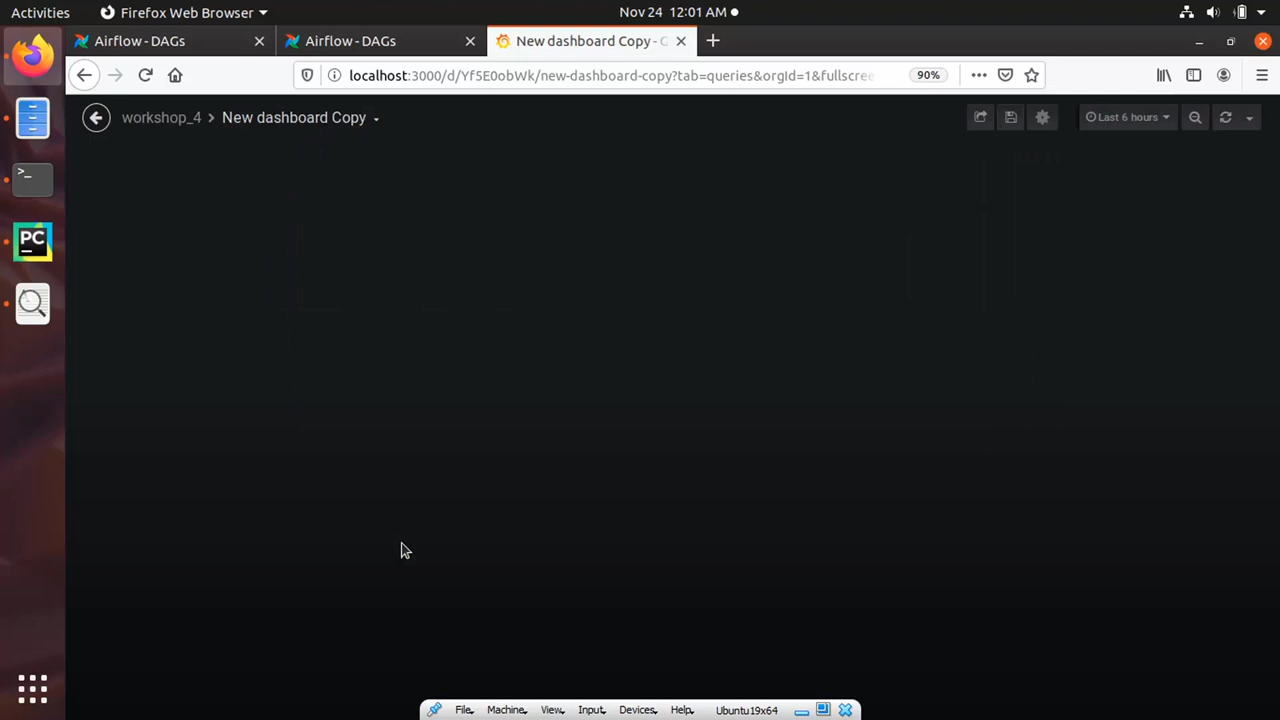 Activities
Firefox Web Browser
Nov 24 12:01 AM
Airflow - DAGs
Airflow - DAGs
New dashboard Copy - G
localhost:3000/d/Yf5E0obWk/new-dashboard-copy?tab=queries&orgId=1&fullscree
90%
workshop_4 > New dashboard Copy
Last 6 hours
PC
File
Machine
View
Input
Devices
Help
Ubuntu19x64